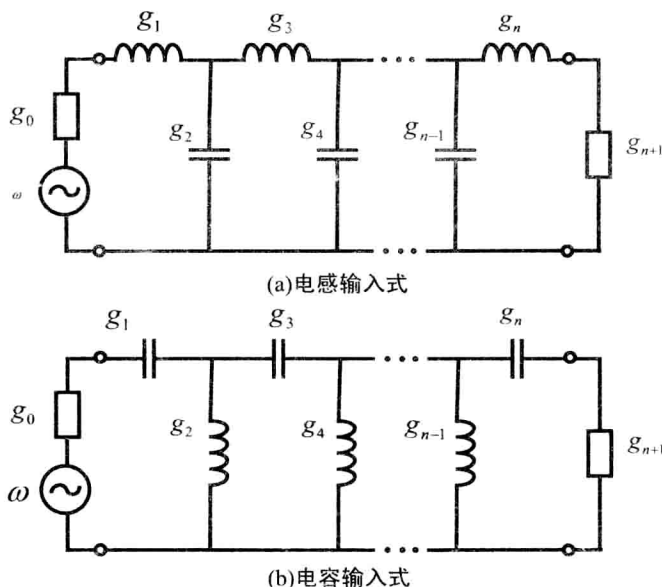 g₁ g₃ gₙ
g₀ g₂ g₄ gₙ₋₁ gₙ₊₁
ω
(a)电感输入式
g₁ g₃ gₙ
g₀ g₂ g₄ gₙ₋₁ gₙ₊₁
ω
(b)电容输入式